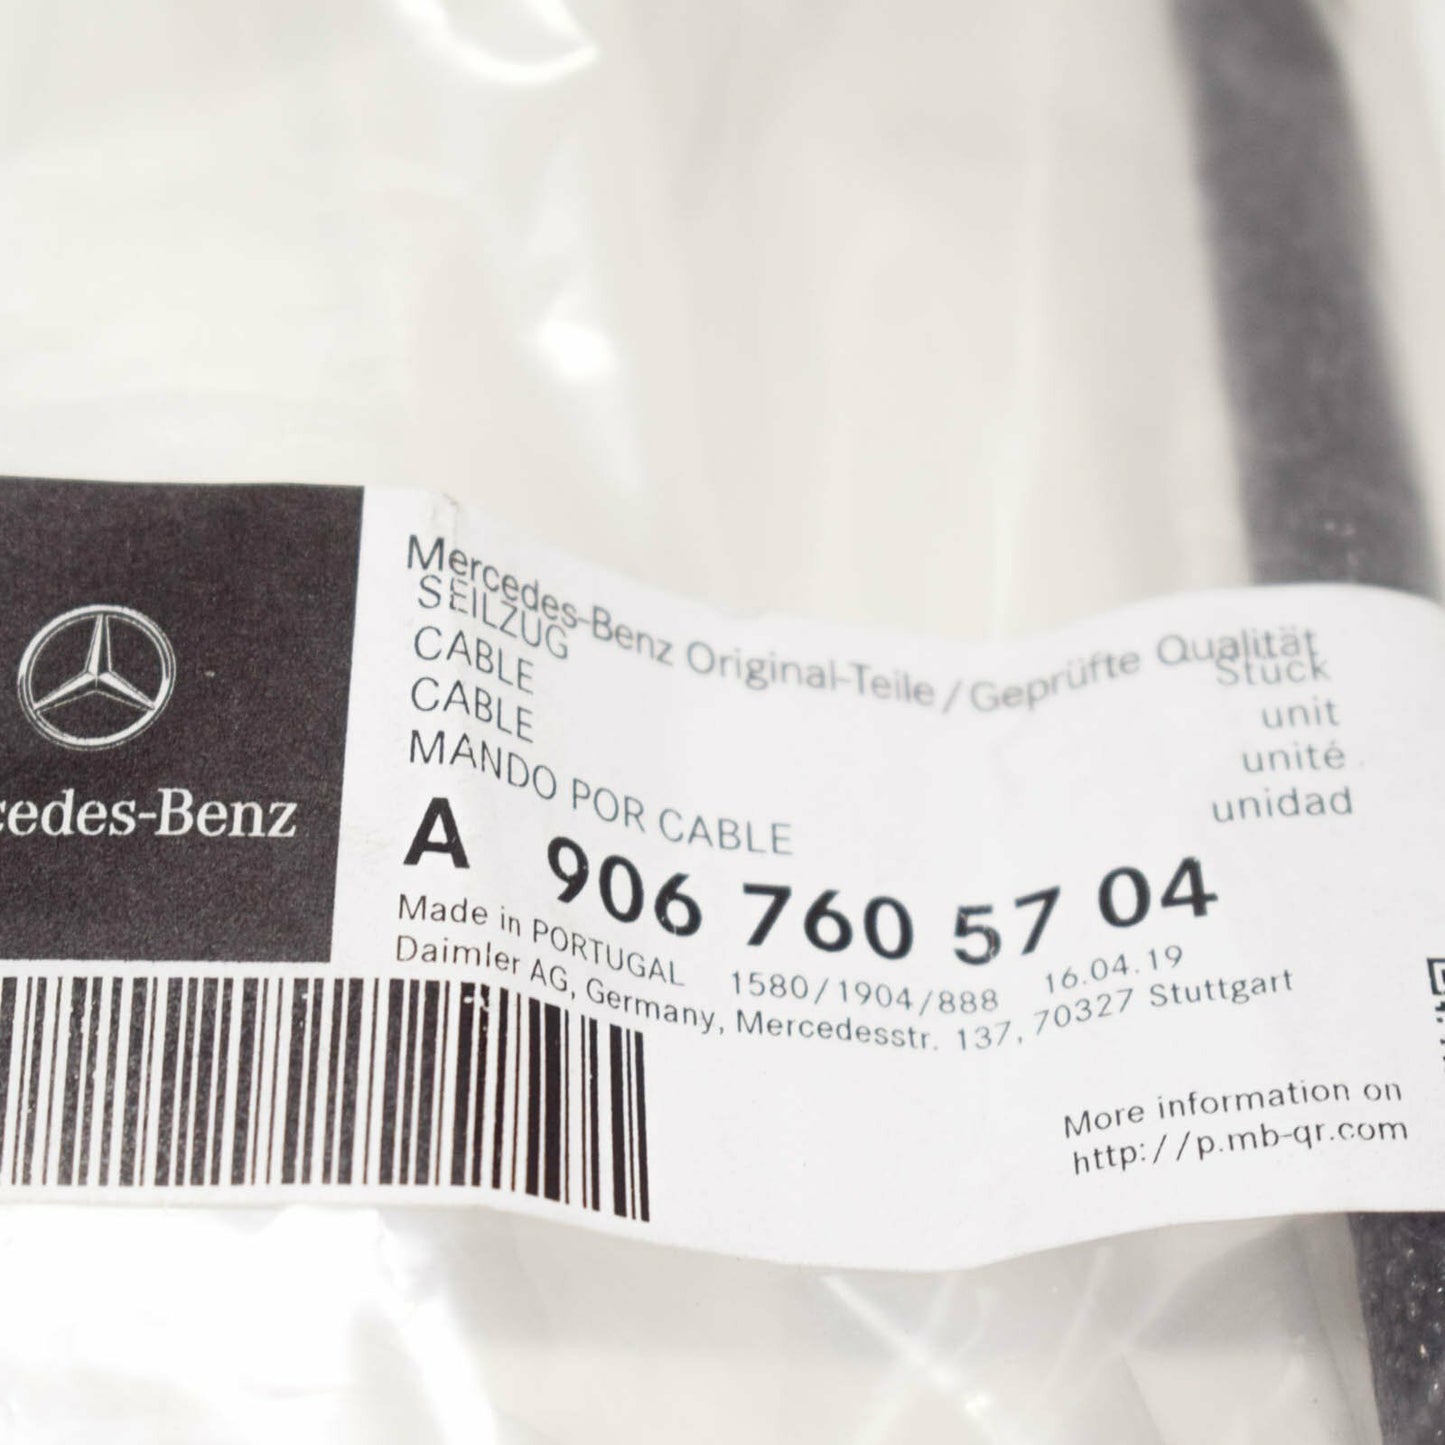 cedes-Benz
Mercedes-Benz Original-Teile / Geprüfte Qualität
SEILZUG Stück
CABLE unit
CABLE unité
MANDO POR CABLE unidad
A 906 760 57 04
Made in PORTUGAL 1580/1904/888 16.04.19
Daimler AG, Germany, Mercedesstr. 137, 70327 Stuttgart
More information on
http://p.mb-qr.com